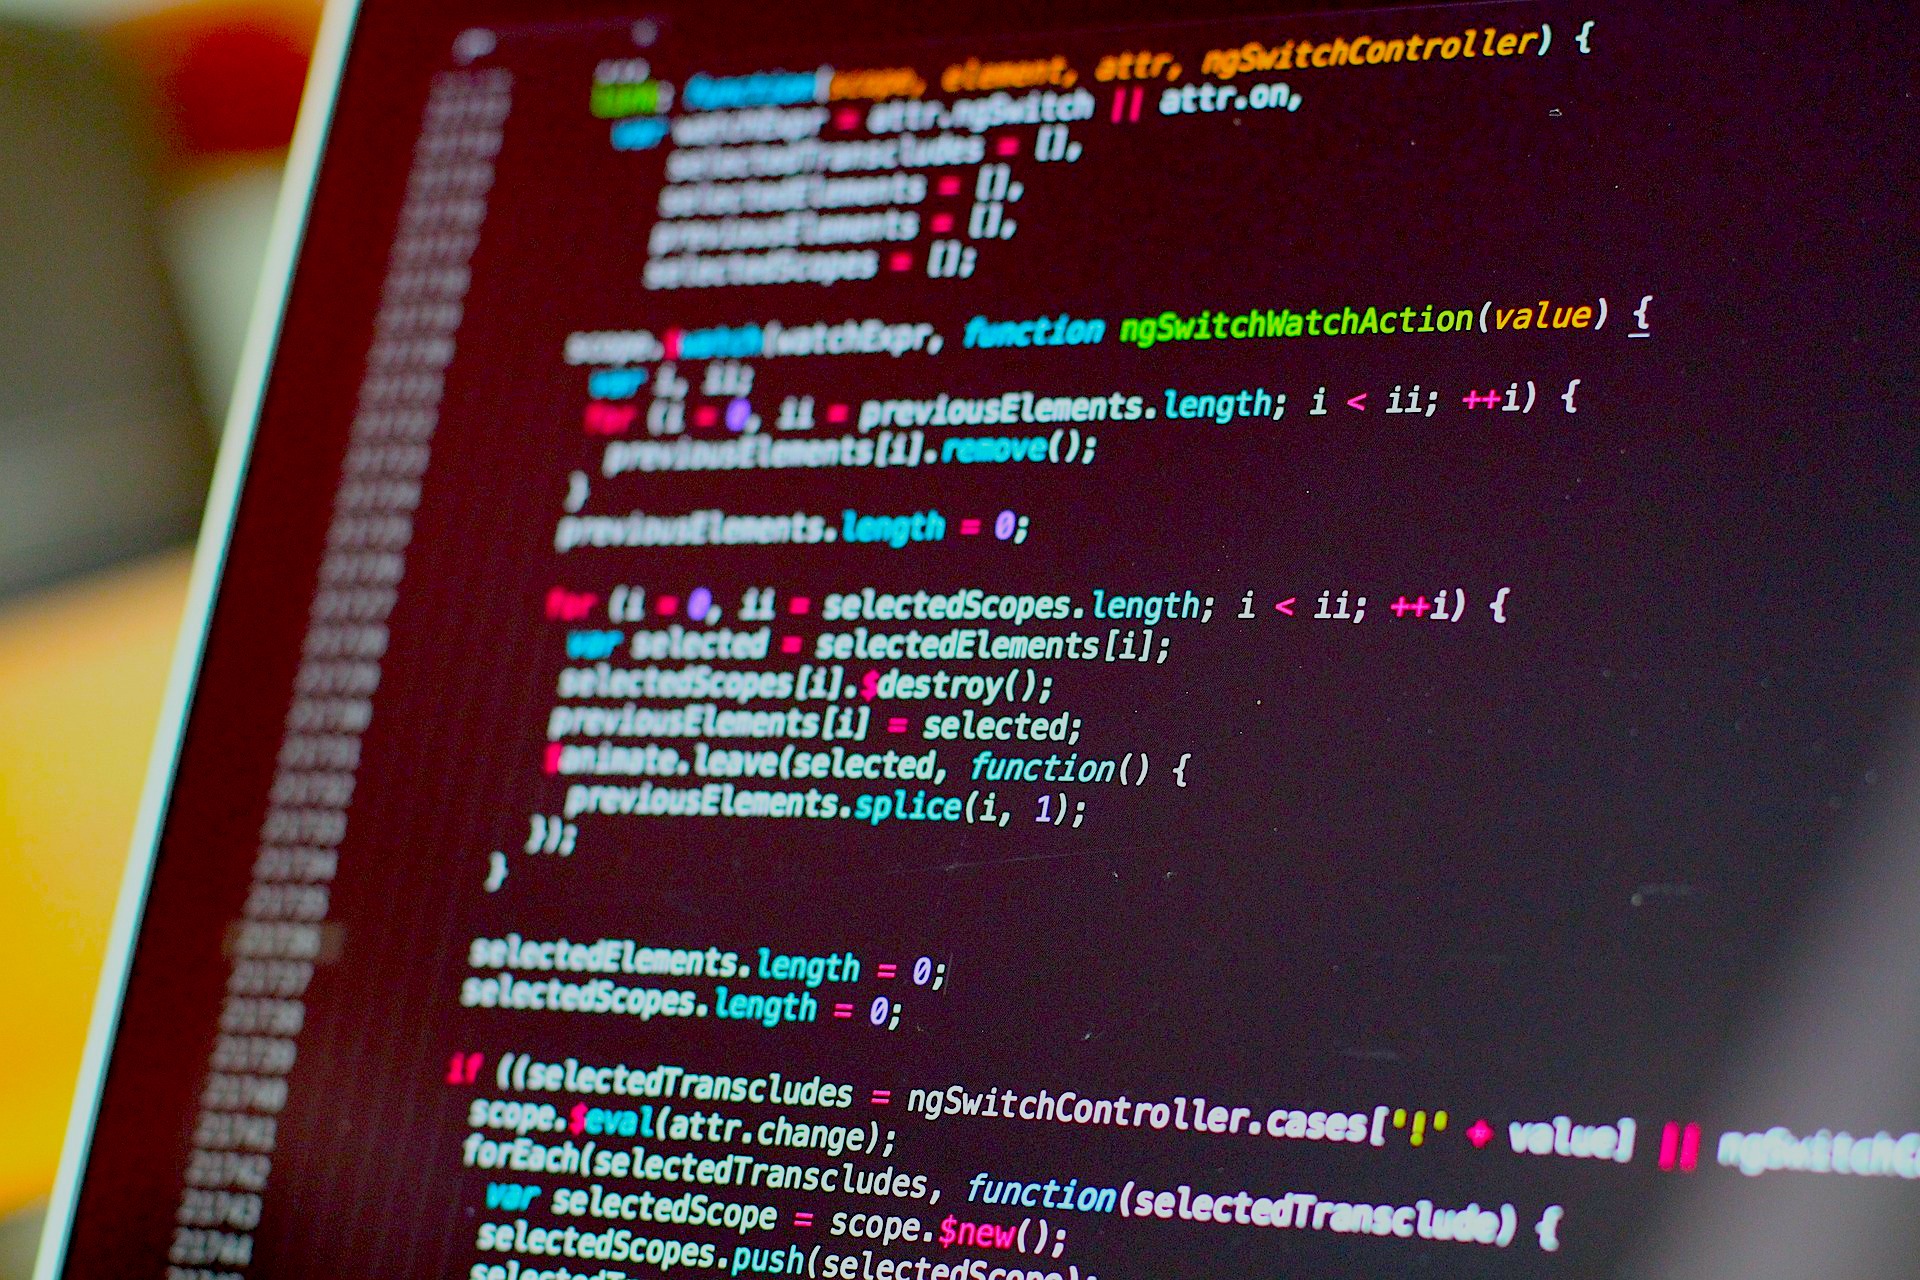 link: function(scope, element, attr, ngSwitchController) {
var watchExpr = attr.ngSwitch || attr.on,
selectedTranscludes = [],
selectedElements = [],
previousElements = [],
selectedScopes = [];
scope.$watch(watchExpr, function ngSwitchWatchAction(value) {
var i, ii;
for (i = 0, ii = previousElements.length; i < ii; ++i) {
previousElements[i].remove();
}
previousElements.length = 0;
for (i = 0, ii = selectedScopes.length; i < ii; ++i) {
var selected = selectedElements[i];
selectedScopes[i].$destroy();
previousElements[i] = selected;
$animate.leave(selected, function() {
previousElements.splice(i, 1);
});
}
selectedElements.length = 0;
selectedScopes.length = 0;
if ((selectedTranscludes = ngSwitchController.cases['!' + value] ||
scope.$eval(attr.change);
forEach(selectedTranscludes, function(selectedTransclude) {
var selectedScope = scope.$new();
selectedScopes.push(selectedScope);